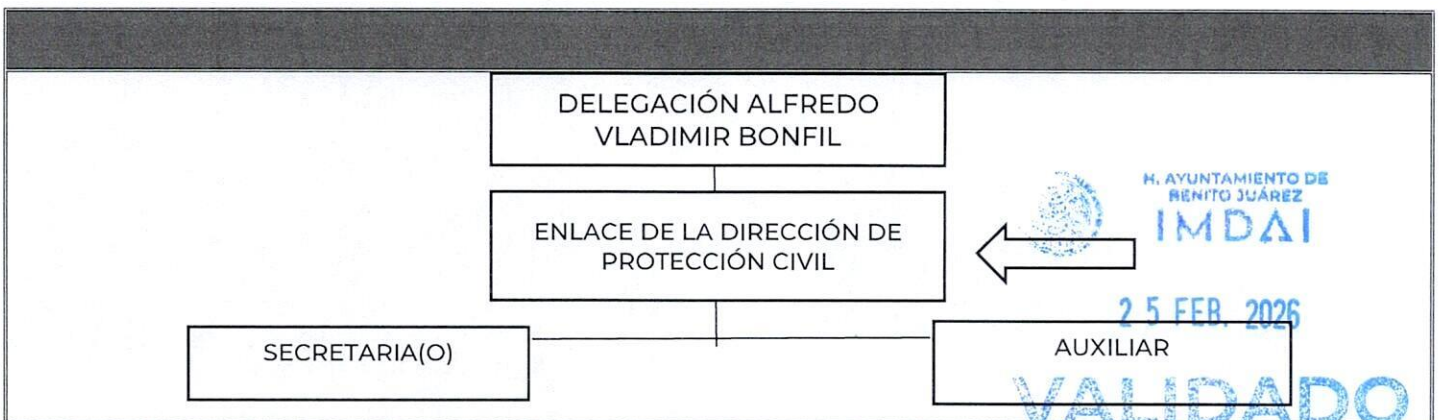 DELEGACIÓN ALFREDO
VLADIMIR BONFIL
ENLACE DE LA DIRECCIÓN DE
PROTECCIÓN CIVIL
H. AYUNTAMIENTO DE
BENITO JUÁREZ
IMDAI
25 FEB. 2026
SECRETARIA(O)
AUXILIAR
VALIDADO